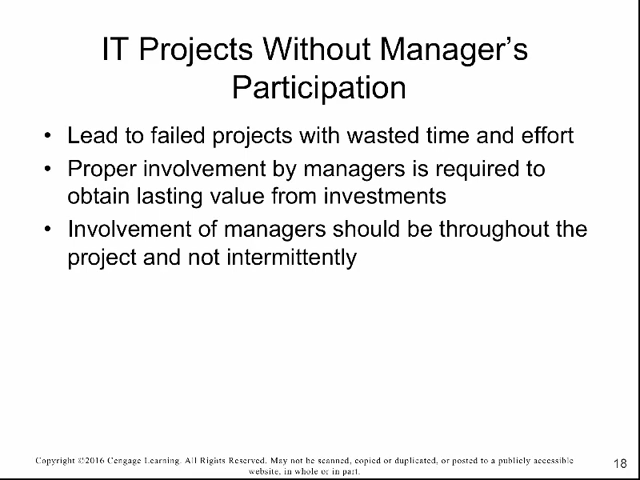 IT Projects Without Manager’s
Participation
• Lead to failed projects with wasted time and effort
• Proper involvement by managers is required to
obtain lasting value from investments
• Involvement of managers should be throughout the
project and not intermittently
Copyright ©2016 Cengage Learning. All Rights Reserved. May not be scanned, copied or duplicated, or posted to a publicly accessible
website, in whole or in part.
18